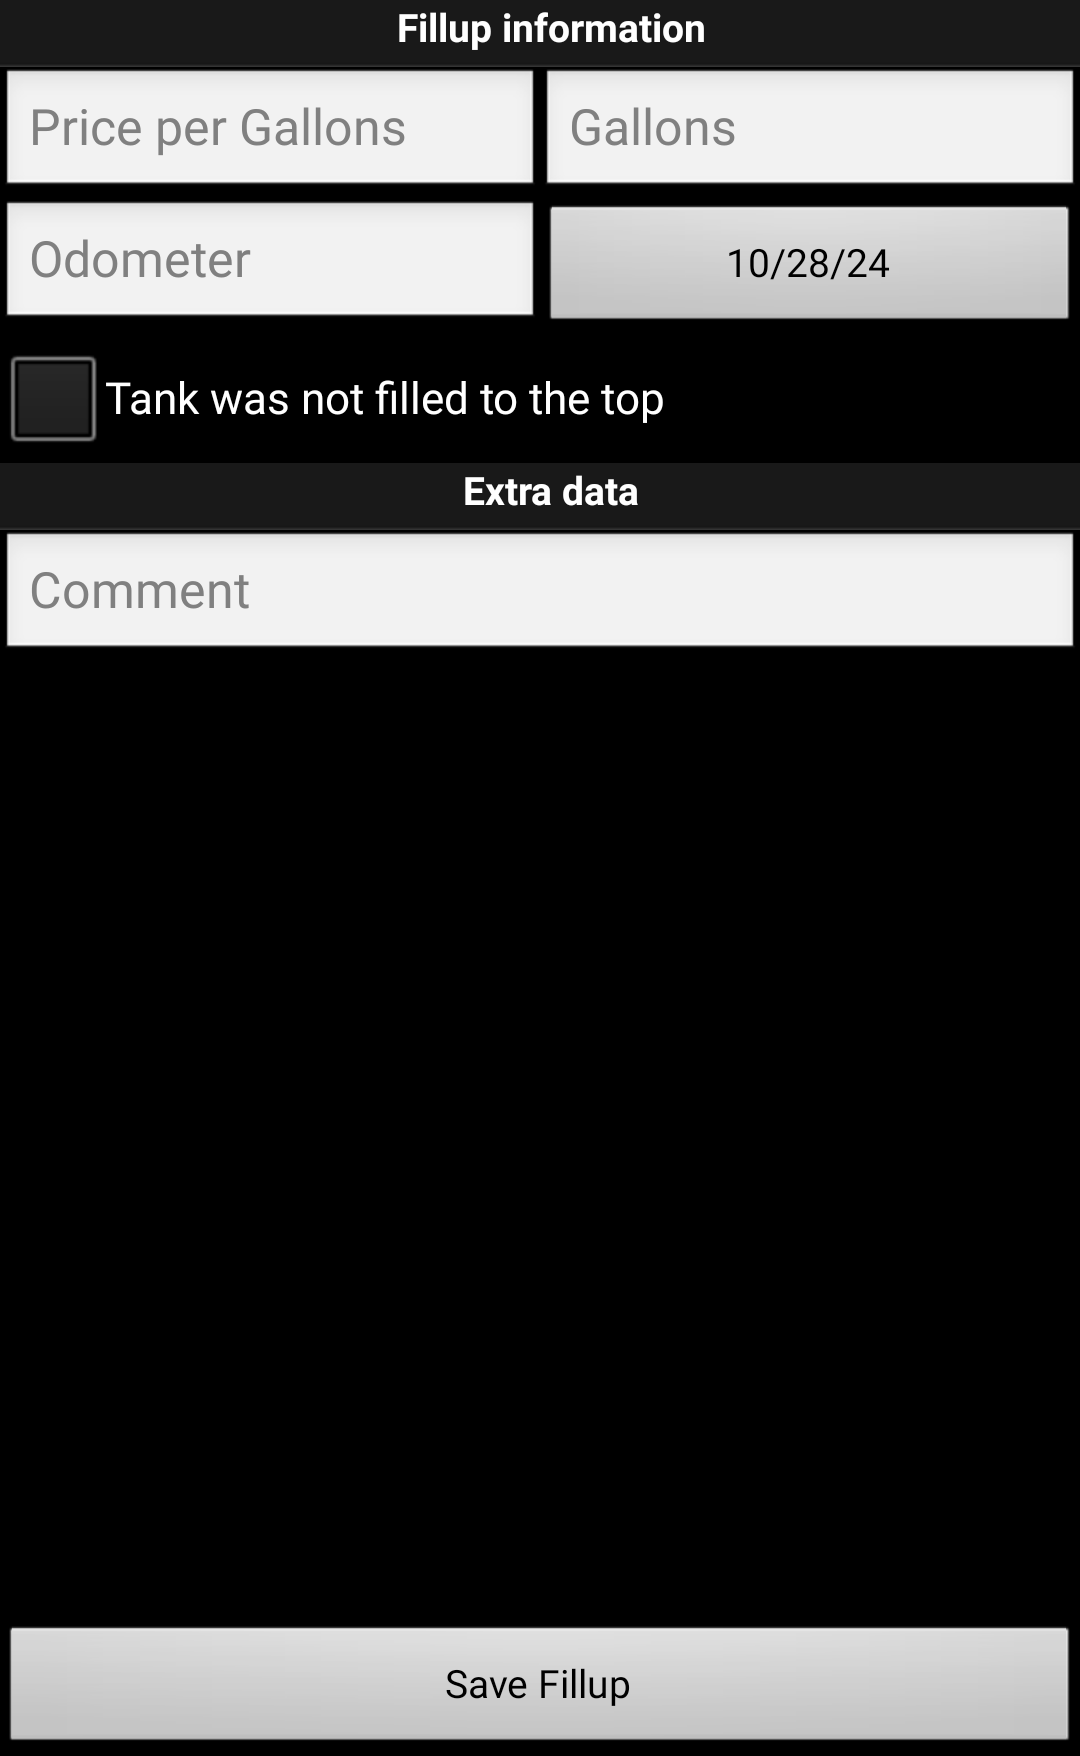 Fillup information
Price per Gallons
Gallons
Odometer
10/28/24
Tank was not filled to the top
Extra data
Comment
Save Fillup